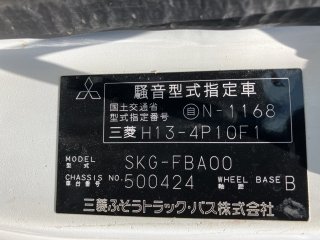 騒音型式指定車
国土交通省
型式指定番号 自 N-1168
三菱 H13-4P10F1
MODEL 型式 SKG-FBA00
CHASSIS NO. 車台番号 500424 WHEEL BASE 軸距 B
三菱ふそうトラック・バス株式会社